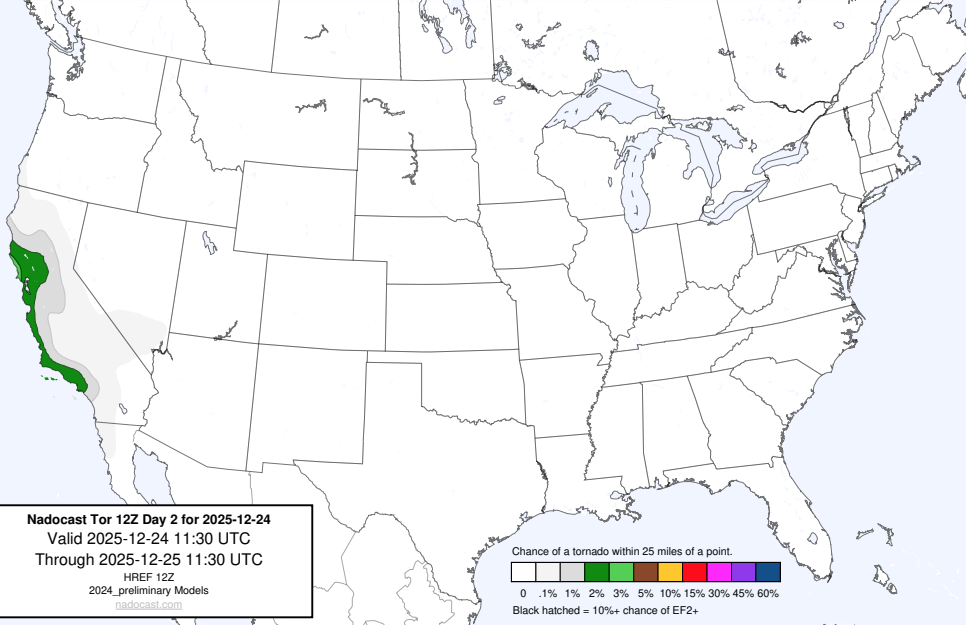 Nadocast Tor 12Z Day 2 for 2025-12-24
Valid 2025-12-24 11:30 UTC
Through 2025-12-25 11:30 UTC
HREF 12Z
2024_preliminary Models
nadocast.com
Chance of a tornado within 25 miles of a point.
0 .1% 1% 2% 3% 5% 10% 15% 30% 45% 60%
Black hatched = 10%+ chance of EF2+